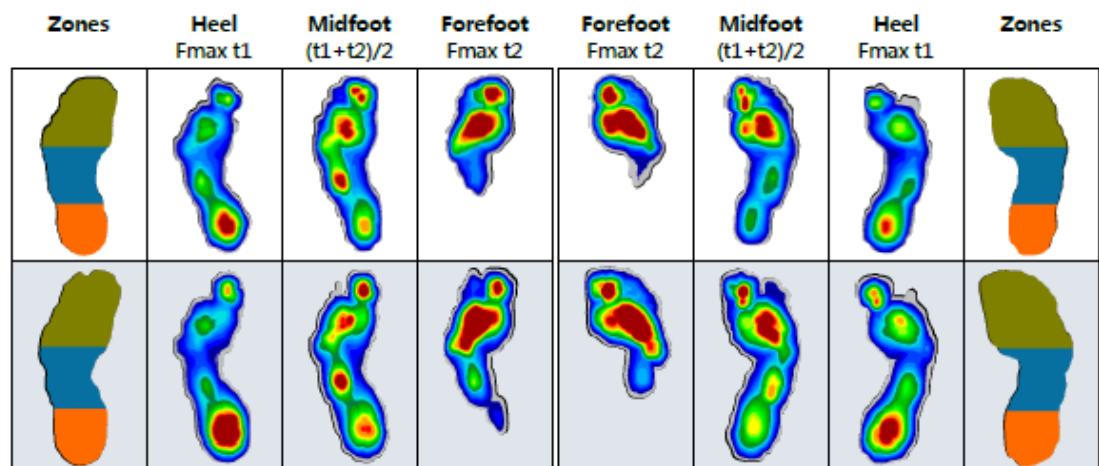 Zones Heel Midfoot Forefoot Forefoot Midfoot Heel Zones
Fmax t1 (t1+t2)/2 Fmax t2 Fmax t2 (t1+t2)/2 Fmax t1